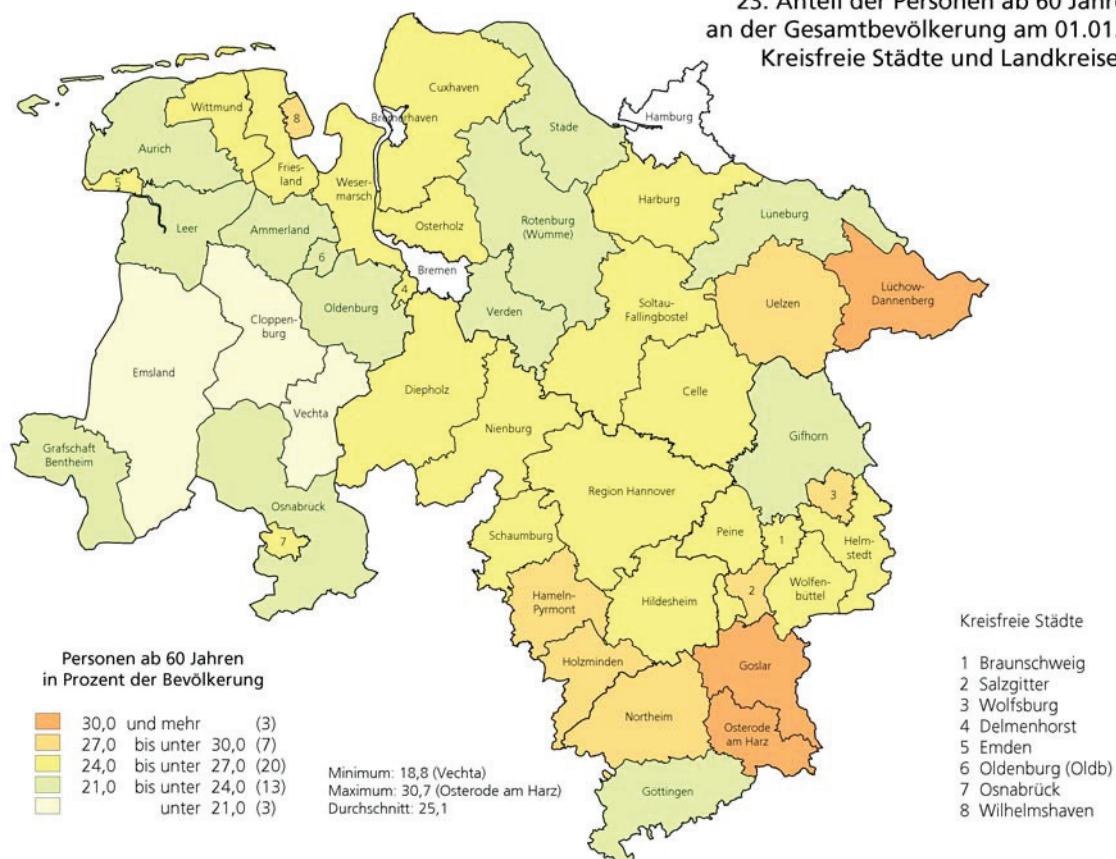 23. Anteil der Personen ab 60 Jahre
an der Gesamtbevölkerung am 01.01.
Kreisfreie Städte und Landkreise
Cuxhaven
Wittmund
8
Bremerhaven
Hamburg
Stade
Aurich
Fries-
land
5
Weser-
marsch
Harburg
Lüneburg
Leer
Ammerland
Osterholz
Rotenburg
(Wümme)
6
Bremen
4
Lüchow-
Dannenberg
Uelzen
Soltau-
Fallingbostel
Oldenburg
Verden
Cloppen-
burg
Emsland
Diepholz
Celle
Vechta
Nienburg
Gifhorn
Grafschaft
Bentheim
Region Hannover
3
Osnabrück
Schaumburg
Peine
1
Helm-
stedt
7
Wolfen-
büttel
2
Hameln-
Pyrmont
Hildesheim
Holzminden
Goslar
Northeim
Osterode
am Harz
Göttingen
Personen ab 60 Jahren
in Prozent der Bevölkerung
30,0 und mehr (3)
27,0 bis unter 30,0 (7)
24,0 bis unter 27,0 (20)
21,0 bis unter 24,0 (13)
unter 21,0 (3)
Minimum: 18,8 (Vechta)
Maximum: 30,7 (Osterode am Harz)
Durchschnitt: 25,1
Kreisfreie Städte
1 Braunschweig
2 Salzgitter
3 Wolfsburg
4 Delmenhorst
5 Emden
6 Oldenburg (Oldb)
7 Osnabrück
8 Wilhelmshaven